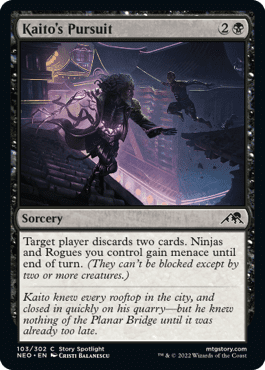 Kaito's Pursuit 2
Sorcery
Target player discards two cards. Ninjas
and Rogues you control gain menace until
end of turn. (They can't be blocked except by
two or more creatures.)
Kaito knew every rooftop in the city, and
closed in quickly on his quarry—but he knew
nothing of the Planar Bridge until it was
already too late.
103/302 C Story Spotlight mtgstory.com
NEO • EN Cristi Balanescu ™ & © 2022 Wizards of the Coast